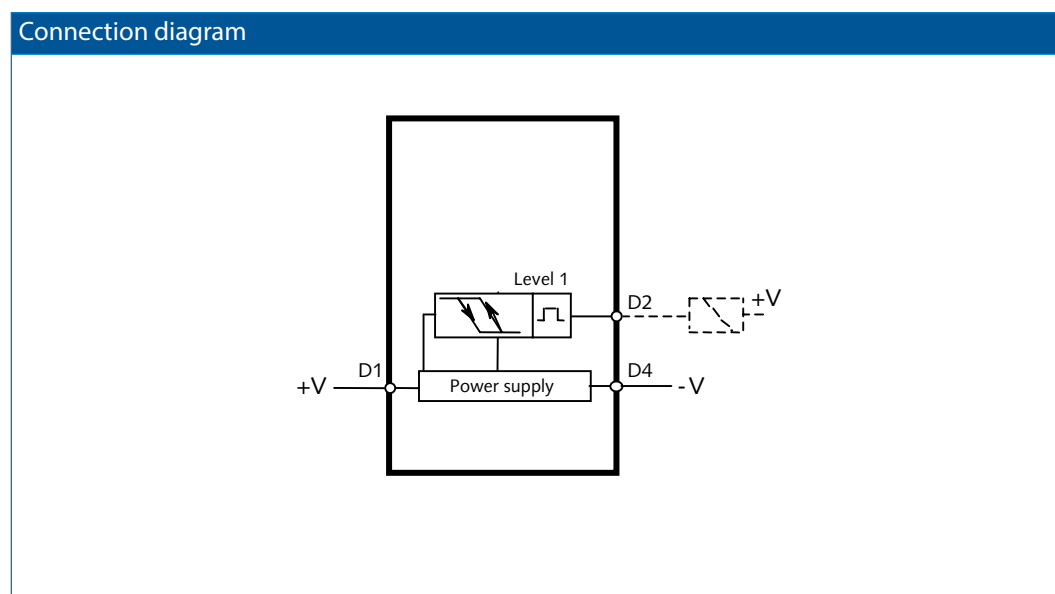 Connection diagram
Level 1
D2
+V
D1
D4
+V
Power supply
-V